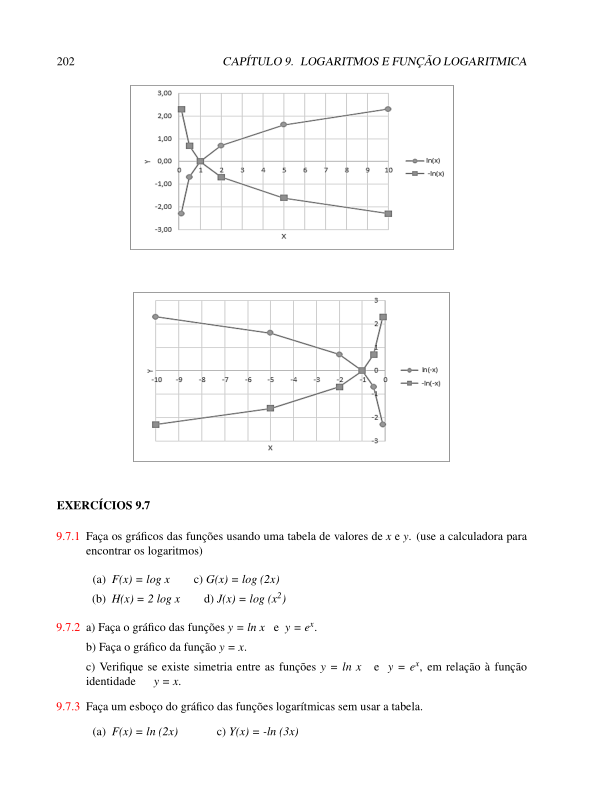 202 CAPÍTULO 9. LOGARITMOS E FUNÇÃO LOGARITMICA
3,00
2,00
1,00
0,00
-1,00
-2,00
-3,00
Y
0 1 2 3 4 5 6 7 8 9 10
X
ln(x)
-ln(x)
3
2
1
0
-1
-2
-3
Y
-10 -9 -8 -7 -6 -5 -4 -3 -2 -1 0
X
ln(-x)
-ln(-x)
EXERCÍCIOS 9.7
9.7.1 Faça os gráficos das funções usando uma tabela de valores de x e y. (use a calculadora para
encontrar os logaritmos)
(a) F(x) = log x c) G(x) = log (2x)
(b) H(x) = 2 log x d) J(x) = log (x²)
9.7.2 a) Faça o gráfico das funções y = ln x e y = eˣ.
b) Faça o gráfico da função y = x.
c) Verifique se existe simetria entre as funções y = ln x e y = eˣ, em relação à função
identidade y = x.
9.7.3 Faça um esboço do gráfico das funções logarítmicas sem usar a tabela.
(a) F(x) = ln (2x) c) Y(x) = -ln (3x)